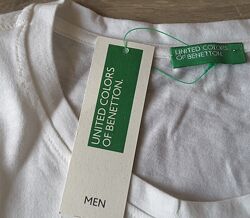 UNITED COLORS
OF BENETTON.
UNITED COLORS
OF BENETTON.
MEN